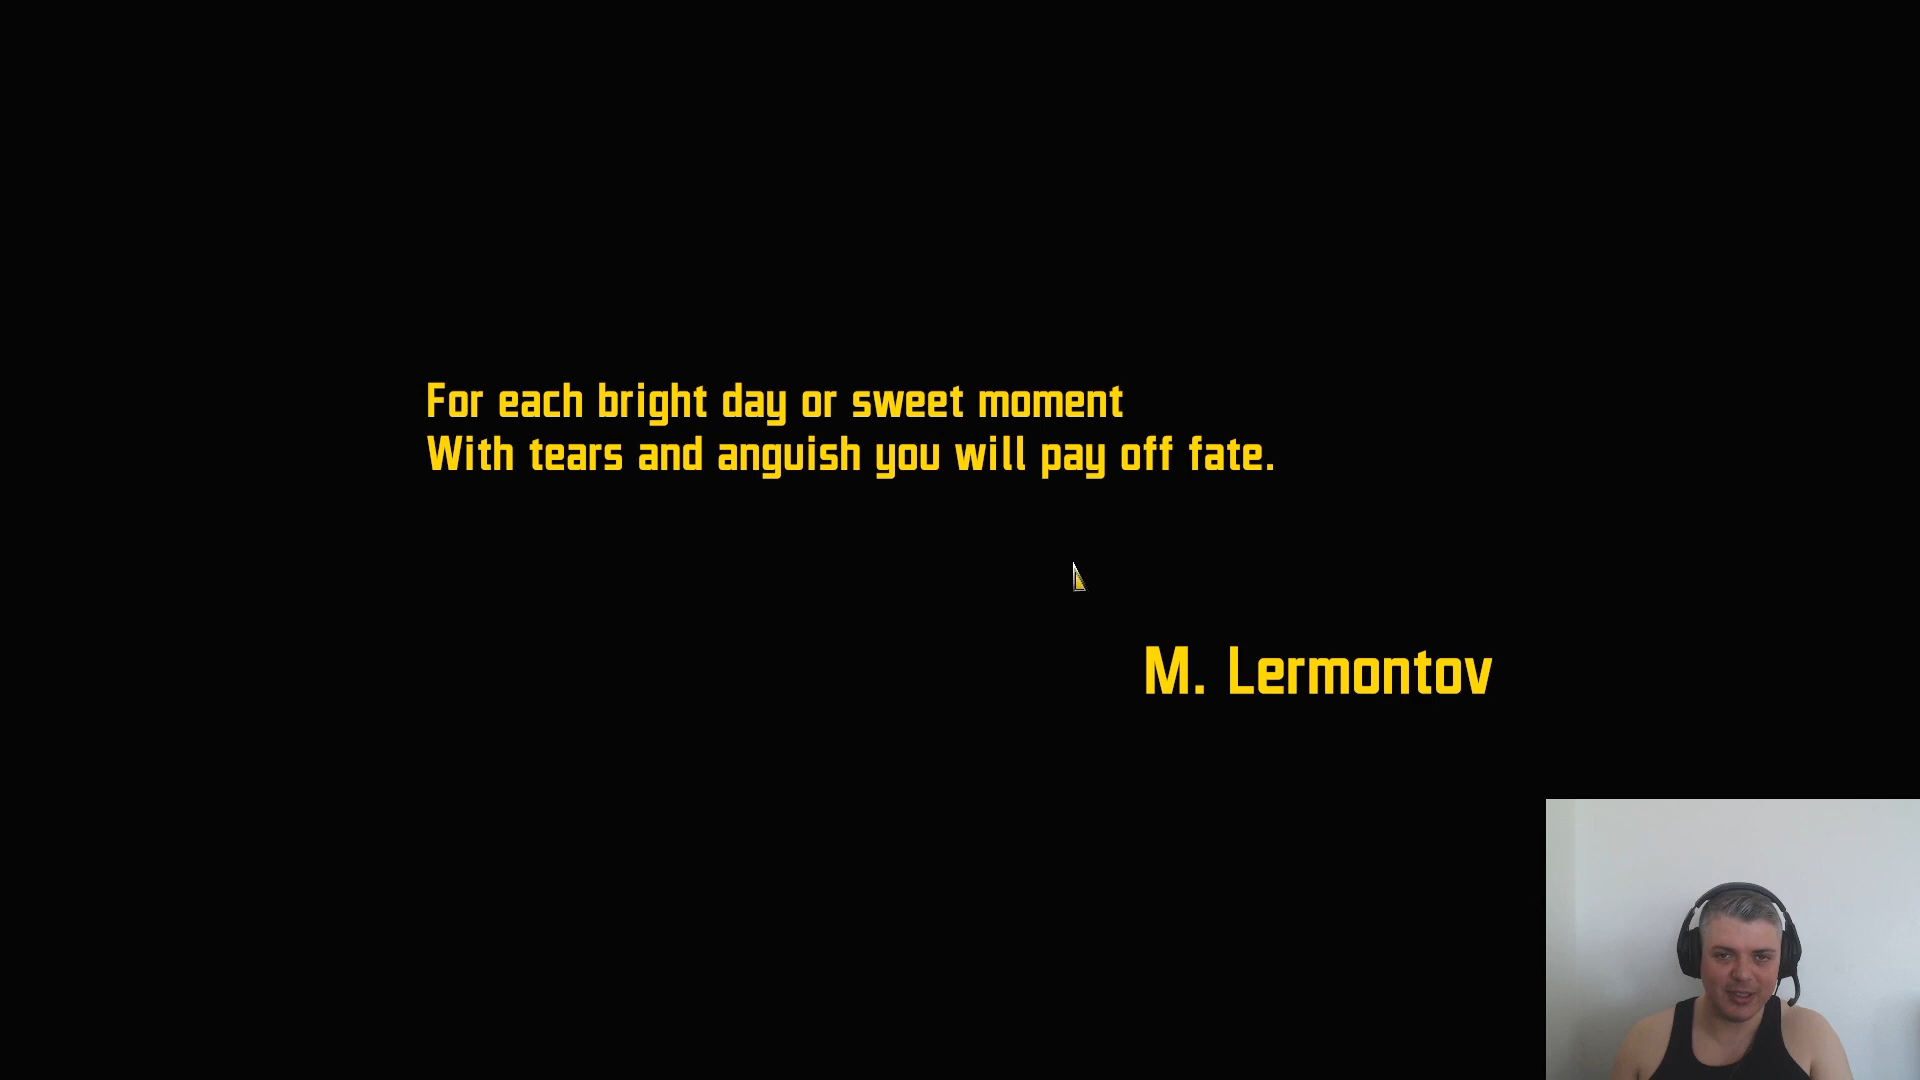 For each bright day or sweet moment
With tears and anguish you will pay off fate.
M. Lermontov